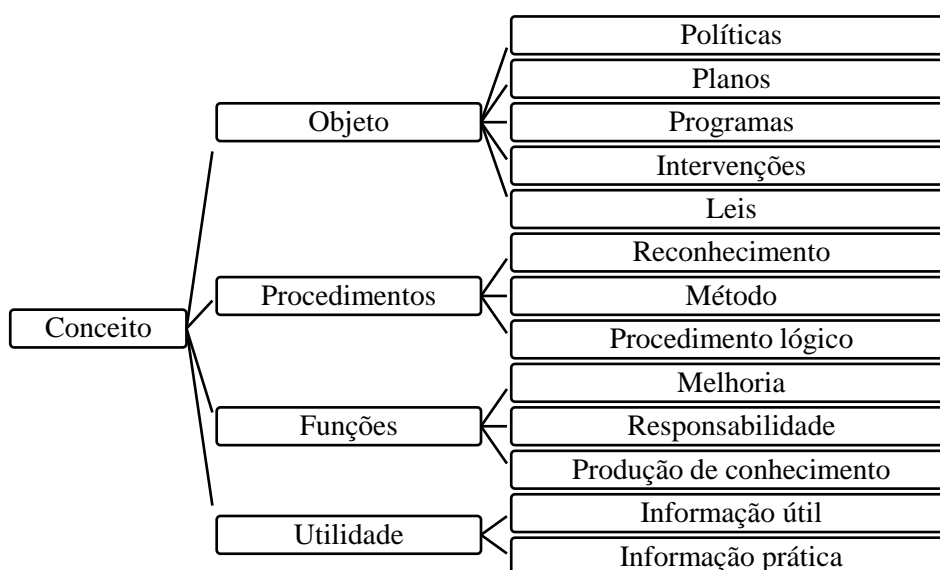 Conceito
Objeto
Políticas
Planos
Programas
Intervenções
Leis
Procedimentos
Reconhecimento
Método
Procedimento lógico
Funções
Melhoria
Responsabilidade
Produção de conhecimento
Utilidade
Informação útil
Informação prática